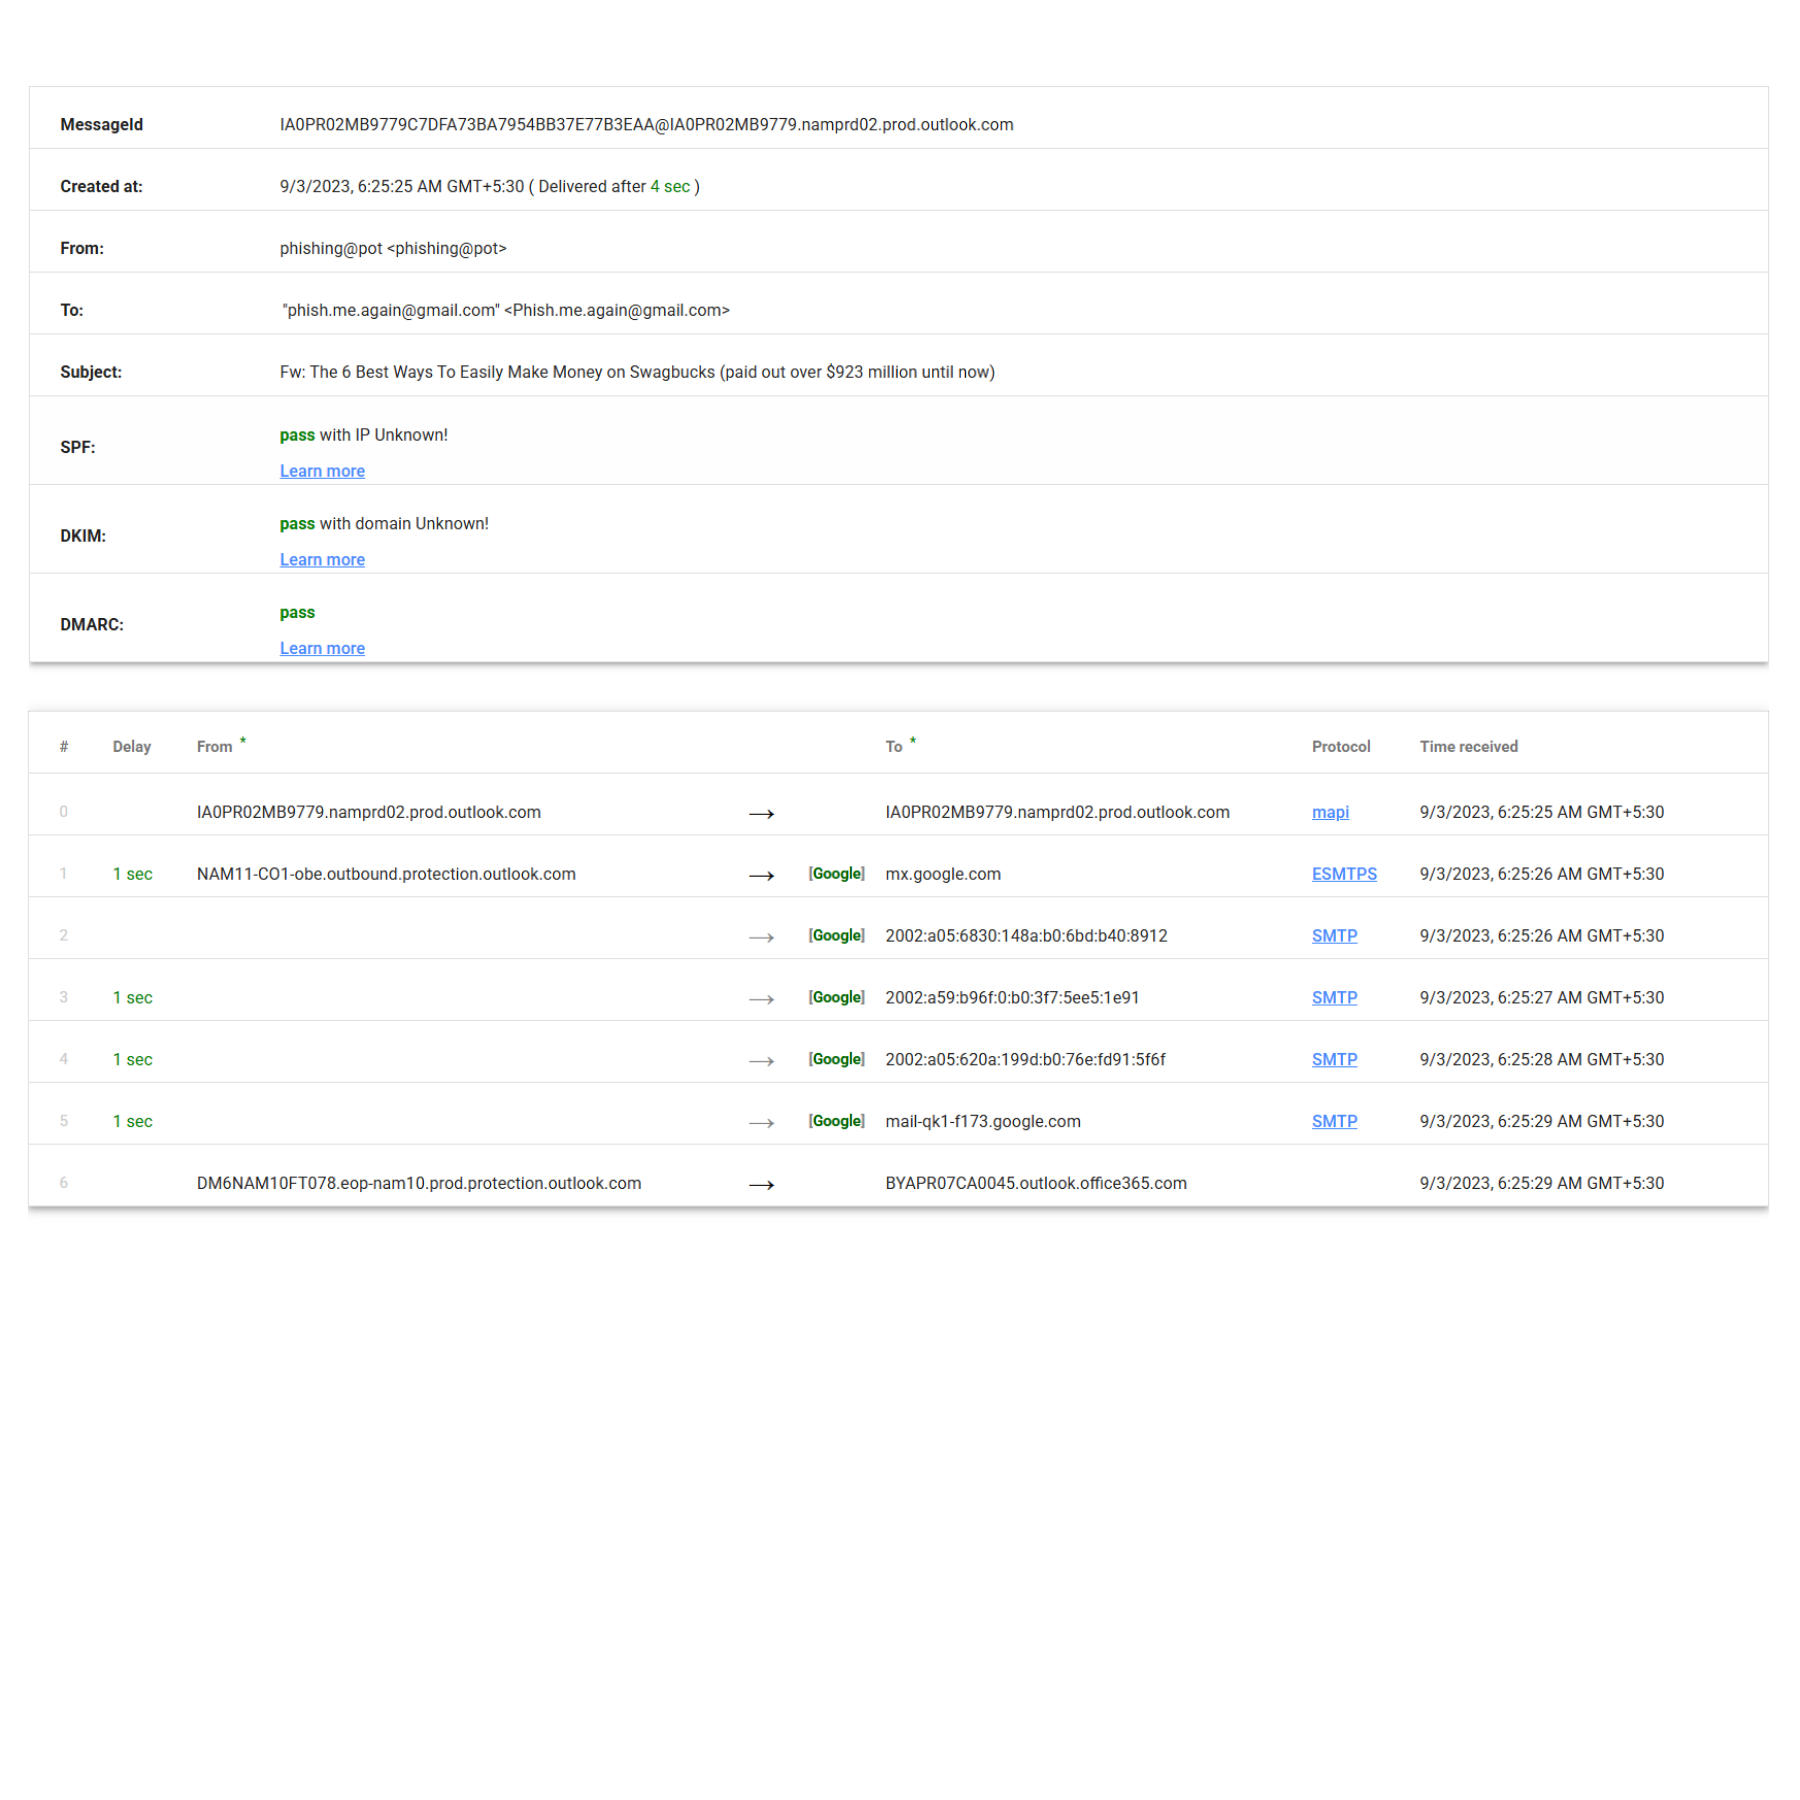 MessageId IA0PR02MB9779C7DFA73BA7954BB37E77B3EAA@IA0PR02MB9779.namprd02.prod.outlook.com
Created at: 9/3/2023, 6:25:25 AM GMT+5:30 ( Delivered after 4 sec )
From: phishing@pot <phishing@pot>
To: "phish.me.again@gmail.com" <Phish.me.again@gmail.com>
Subject: Fw: The 6 Best Ways To Easily Make Money on Swagbucks (paid out over $923 million until now)
SPF: pass with IP Unknown!
Learn more
DKIM: pass with domain Unknown!
Learn more
DMARC: pass
Learn more
# Delay From * To * Protocol Time received
0 IA0PR02MB9779.namprd02.prod.outlook.com → IA0PR02MB9779.namprd02.prod.outlook.com mapi 9/3/2023, 6:25:25 AM GMT+5:30
1 1 sec NAM11-CO1-obe.outbound.protection.outlook.com → [Google] mx.google.com ESMTPS 9/3/2023, 6:25:26 AM GMT+5:30
2 → [Google] 2002:a05:6830:148a:b0:6bd:b40:8912 SMTP 9/3/2023, 6:25:26 AM GMT+5:30
3 1 sec → [Google] 2002:a59:b96f:0:b0:3f7:5ee5:1e91 SMTP 9/3/2023, 6:25:27 AM GMT+5:30
4 1 sec → [Google] 2002:a05:620a:199d:b0:76e:fd91:5f6f SMTP 9/3/2023, 6:25:28 AM GMT+5:30
5 1 sec → [Google] mail-qk1-f173.google.com SMTP 9/3/2023, 6:25:29 AM GMT+5:30
6 DM6NAM10FT078.eop-nam10.prod.protection.outlook.com → BYAPR07CA0045.outlook.office365.com 9/3/2023, 6:25:29 AM GMT+5:30